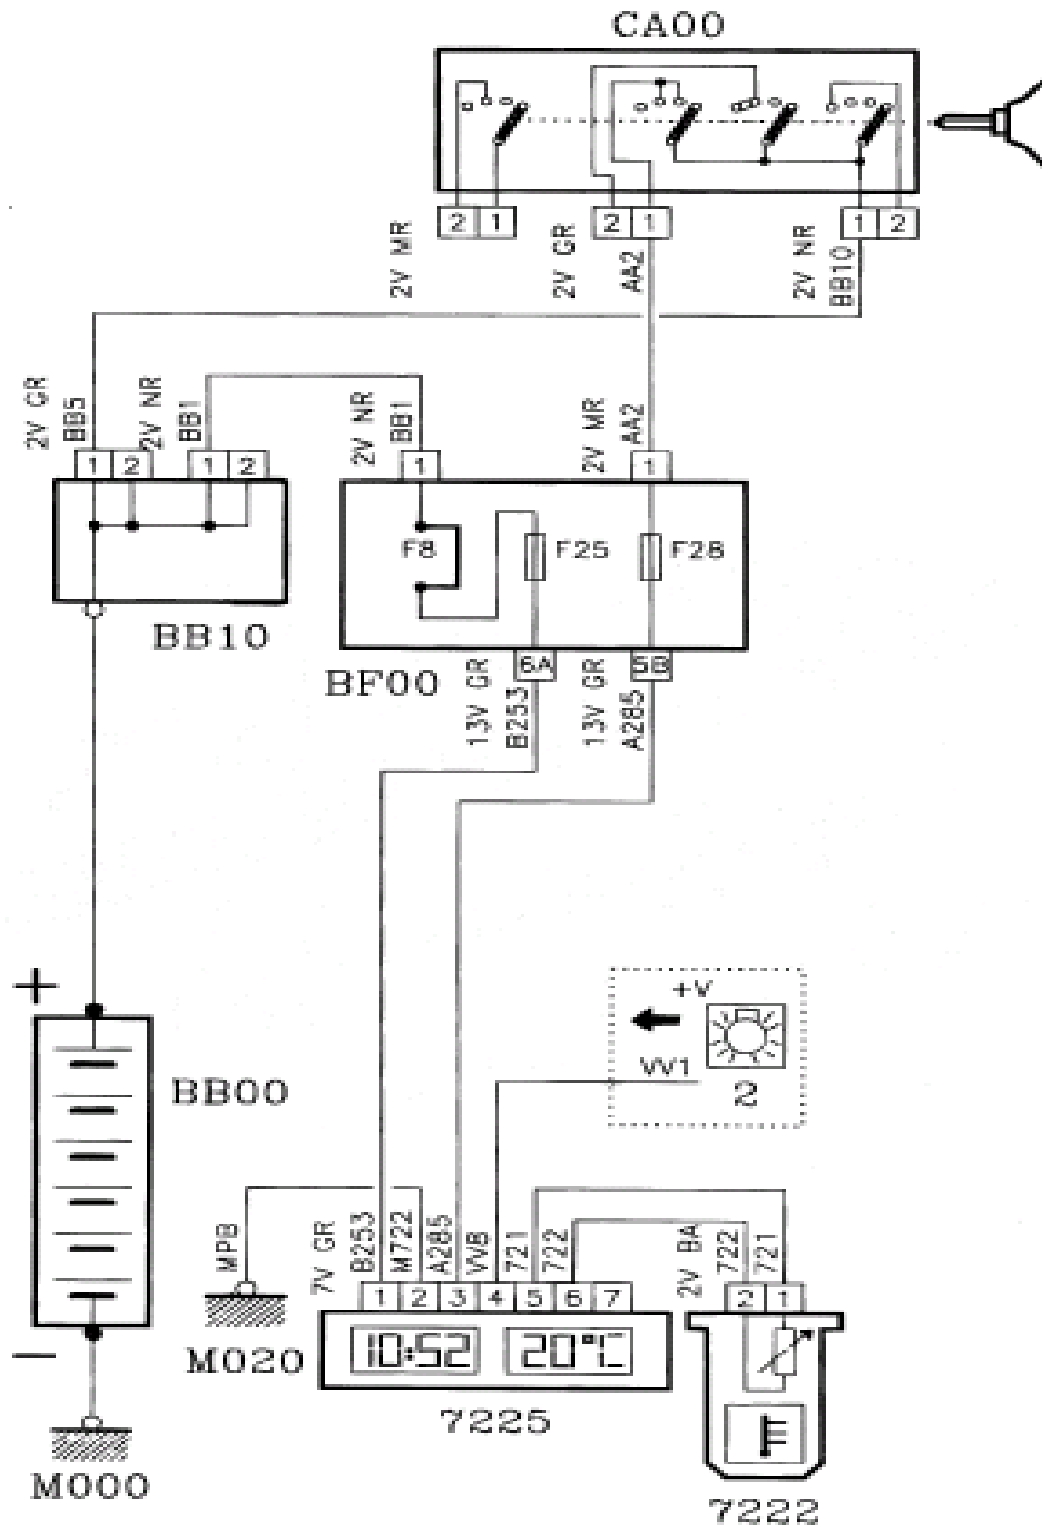 CA00
2 1
2 1
1 2
2V MR
2V GR
AA2
2V NR
BB10
2V GR
BB5
2V NR
BB1
2V NR
BB1
2V MR
AA2
1 2
1 2
1
1
F8
F25
F28
BB10
BF00
6A
5B
13V GR
B253
13V GR
A285
+V
VV1
2
+
BB00
−
M000
MPB
M020
7V GR
B253
M722
A285
VV8
721
722
1 2 3 4 5 6 7
10:52
20°C
7225
2V BA
722
721
2 1
7222